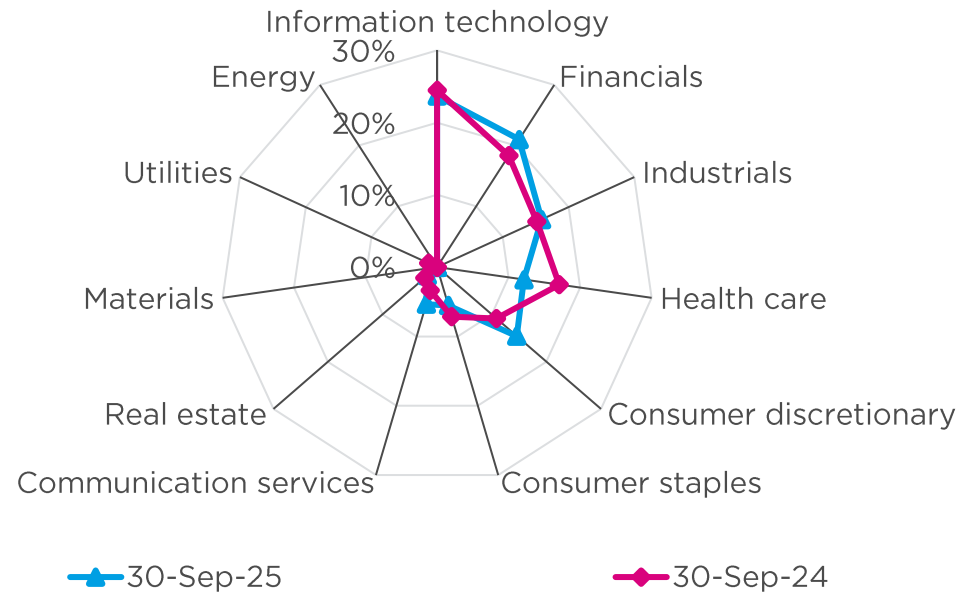 Information technology
30%
Energy
Financials
20%
Utilities
Industrials
10%
0%
Materials
Health care
Real estate
Consumer discretionary
Communication services
Consumer staples
30-Sep-25
30-Sep-24